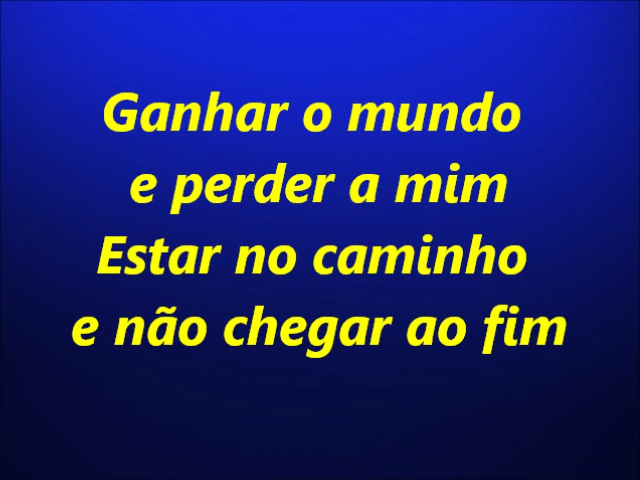 Ganhar o mundo
e perder a mim
Estar no caminho
e não chegar ao fim